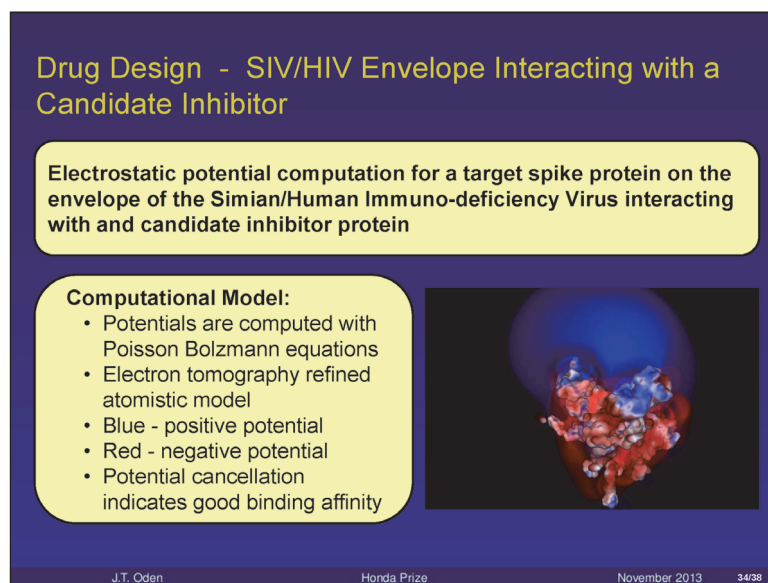 Drug Design - SIV/HIV Envelope Interacting with a
Candidate Inhibitor
Electrostatic potential computation for a target spike protein on the
envelope of the Simian/Human Immuno-deficiency Virus interacting
with and candidate inhibitor protein
Computational Model:
• Potentials are computed with
Poisson Bolzmann equations
• Electron tomography refined
atomistic model
• Blue - positive potential
• Red - negative potential
• Potential cancellation
indicates good binding affinity
J.T. Oden Honda Prize November 2013 34/38